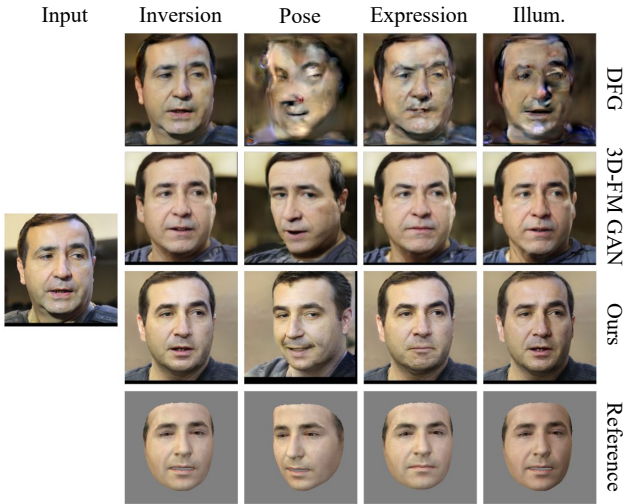 Input
Inversion
Pose
Expression
Illum.
DFG
3D-FM GAN
Ours
Reference